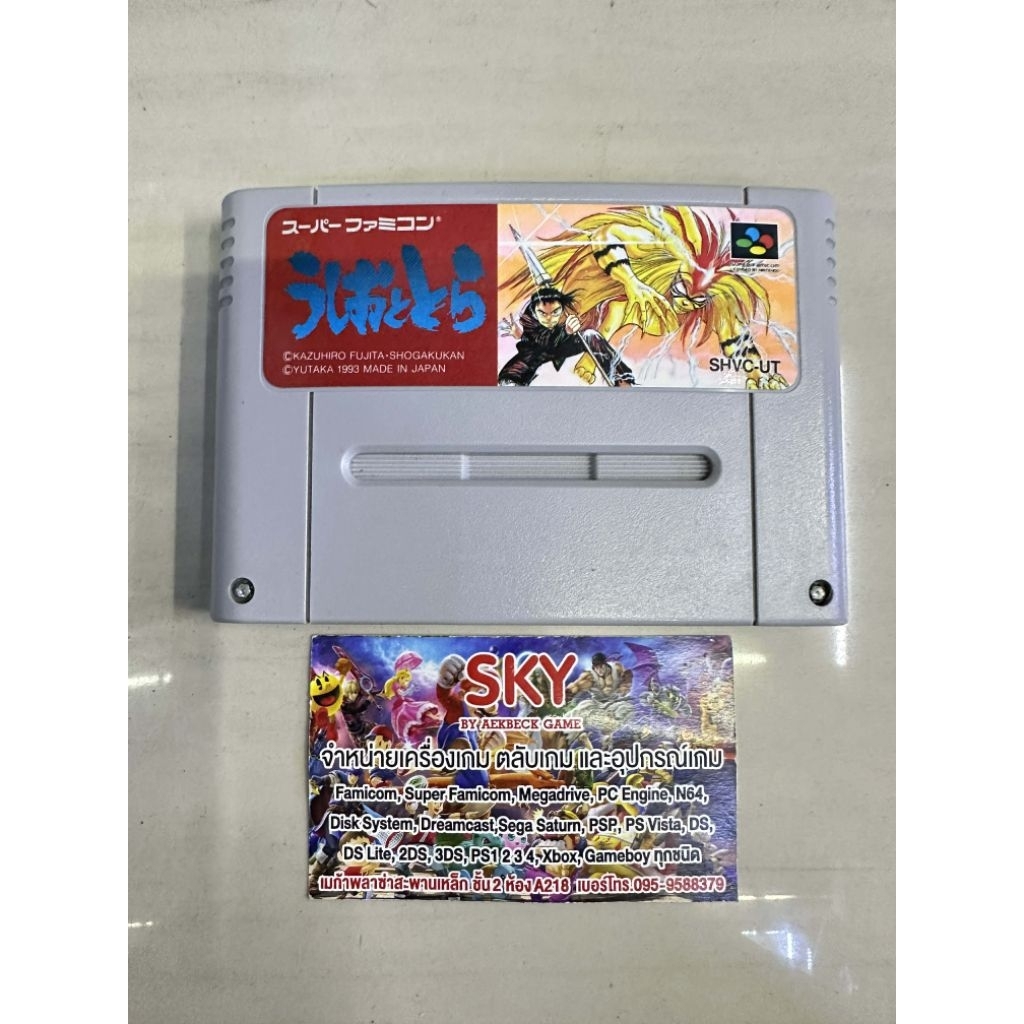 スーパーファミコン®
うしおととら
©KAZUHIRO FUJITA・SHOGAKUKAN
©YUTAKA 1993 MADE IN JAPAN
SHVC-UT
SKY
BY AEKBECK GAME
จำหน่ายเครื่องเกม ตลับเกม และอุปกรณ์เกม
Famicom, Super Famicom, Megadrive, PC Engine, N64,
Disk System, Dreamcast,Sega Saturn, PSP, PS Vista, DS,
DS Lite, 2DS, 3DS, PS1 2 3 4, Xbox, Gameboy ทุกชนิด
เมก้าพลาซ่าสะพานเหล็ก ชั้น 2 ห้อง A218 เบอร์โทร.095-9588379